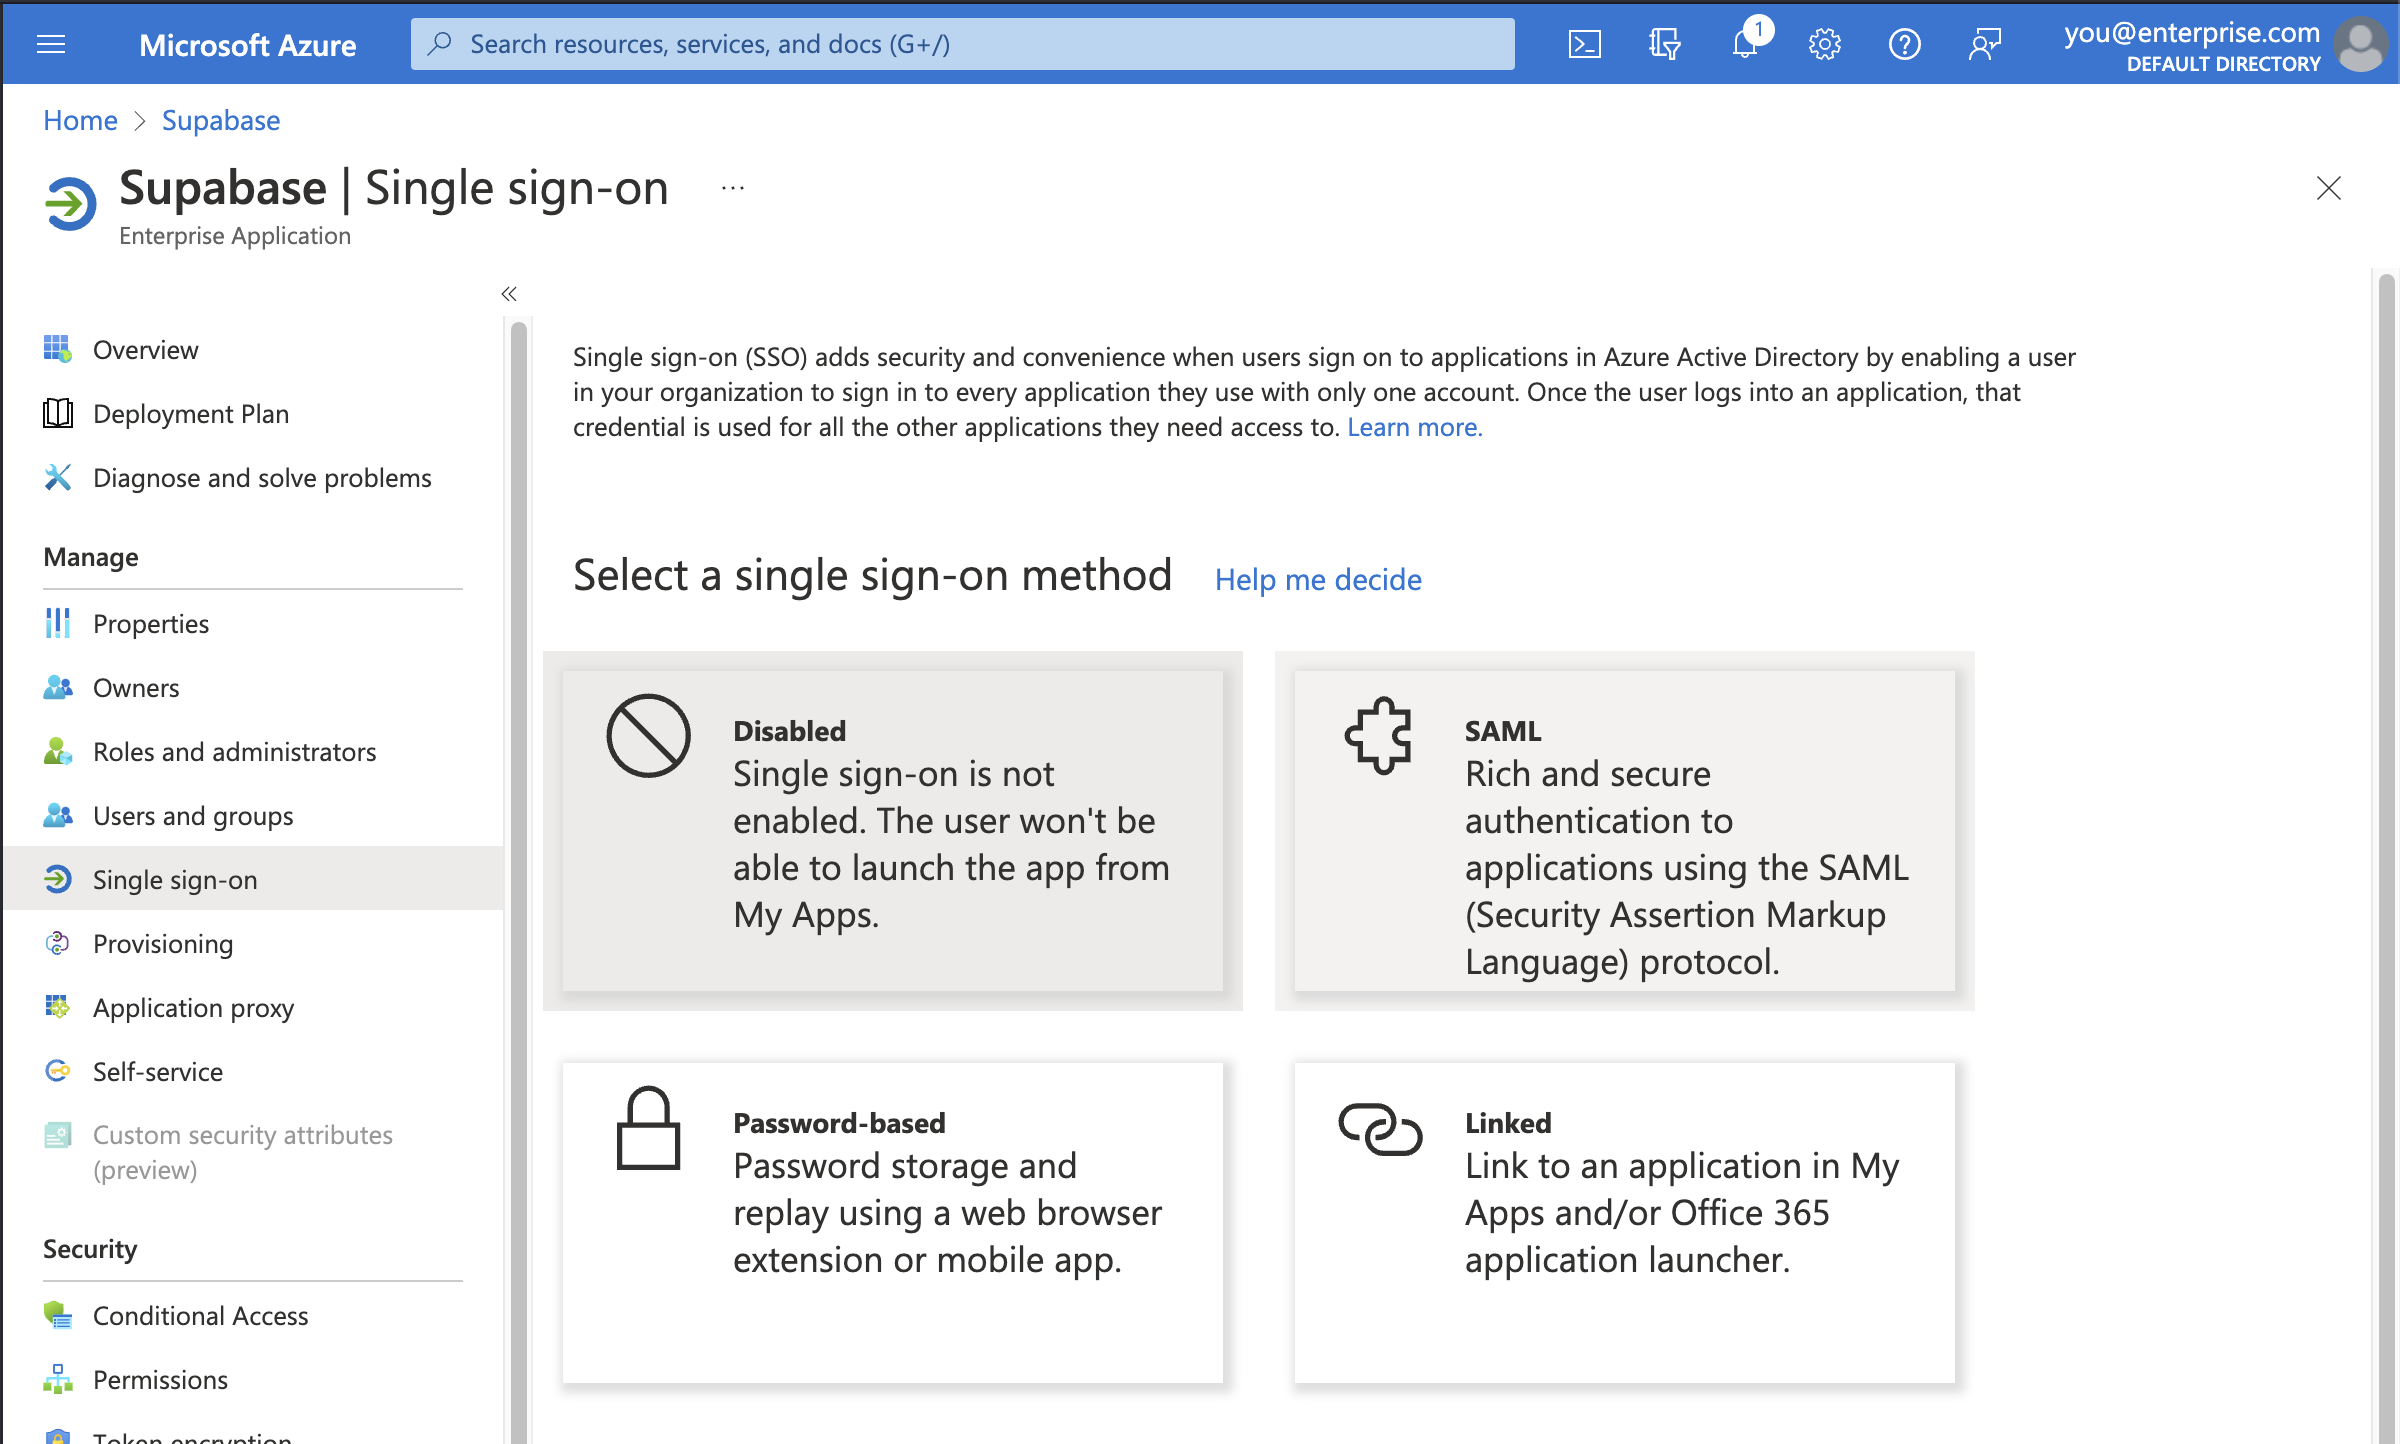 Microsoft Azure
Search resources, services, and docs (G+/)
1
you@enterprise.com
DEFAULT DIRECTORY
Home > Supabase
Supabase | Single sign-on ...
Enterprise Application
Overview
Deployment Plan
Diagnose and solve problems
Manage
Properties
Owners
Roles and administrators
Users and groups
Single sign-on
Provisioning
Application proxy
Self-service
Custom security attributes
(preview)
Security
Conditional Access
Permissions
Token encryption
Single sign-on (SSO) adds security and convenience when users sign on to applications in Azure Active Directory by enabling a user
in your organization to sign in to every application they use with only one account. Once the user logs into an application, that
credential is used for all the other applications they need access to. Learn more.
Select a single sign-on method Help me decide
Disabled
Single sign-on is not
enabled. The user won't be
able to launch the app from
My Apps.
SAML
Rich and secure
authentication to
applications using the SAML
(Security Assertion Markup
Language) protocol.
Password-based
Password storage and
replay using a web browser
extension or mobile app.
Linked
Link to an application in My
Apps and/or Office 365
application launcher.